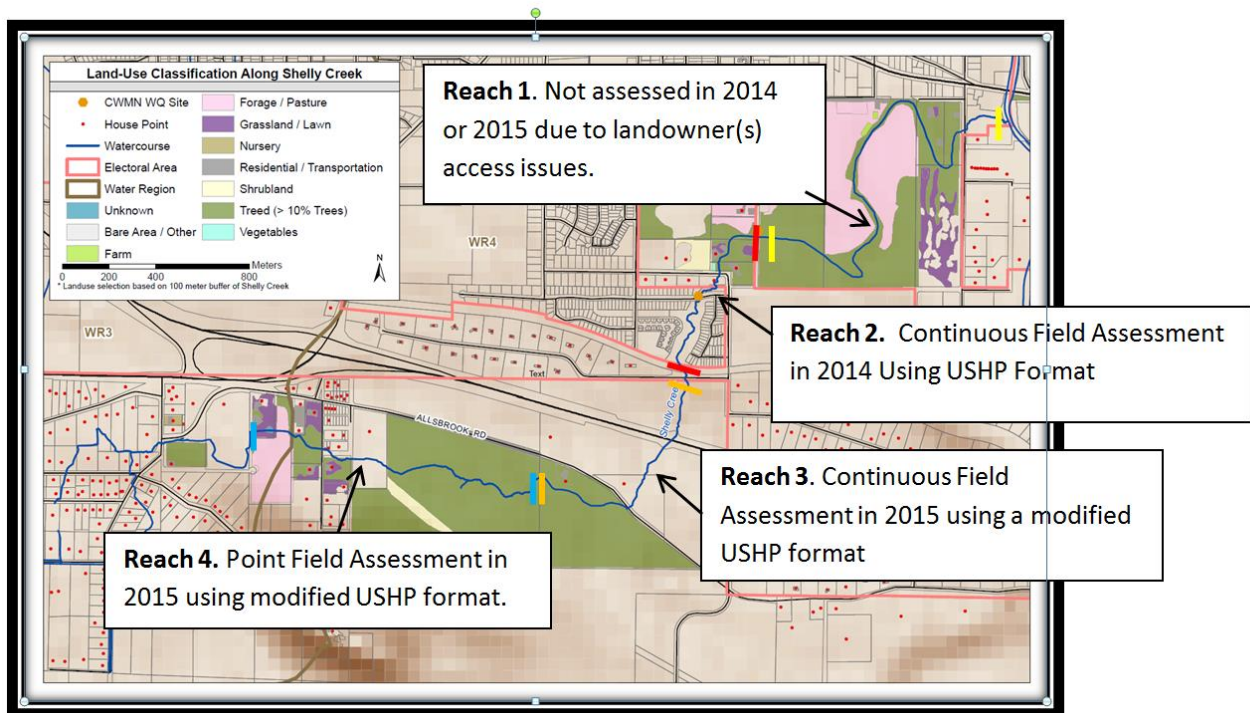 Land-Use Classification Along Shelly Creek
CWMN WQ Site
House Point
Watercourse
Electoral Area
Water Region
Unknown
Bare Area / Other
Farm
Forage / Pasture
Grassland / Lawn
Nursery
Residential / Transportation
Shrubland
Treed (> 10% Trees)
Vegetables
Meters
0 200 400 800
* Landuse selection based on 100 meter buffer of Shelly Creek
N
Reach 1. Not assessed in 2014
or 2015 due to landowner(s)
access issues.
WR4
WR3
Reach 2. Continuous Field Assessment
in 2014 Using USHP Format
Text
Shelly Creek
ALLSBROOK RD
Reach 3. Continuous Field
Assessment in 2015 using a modified
USHP format
Reach 4. Point Field Assessment in
2015 using modified USHP format.